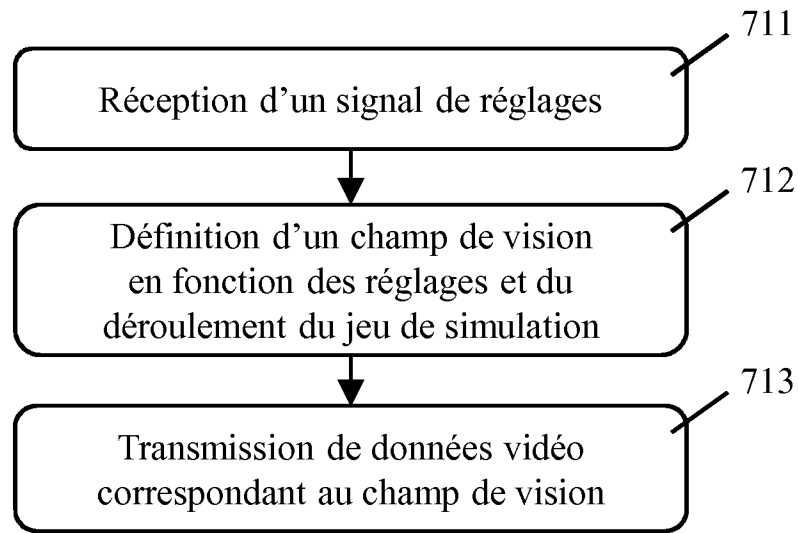 711
Réception d’un signal de réglages
712
Définition d’un champ de vision
en fonction des réglages et du
déroulement du jeu de simulation
713
Transmission de données vidéo
correspondant au champ de vision